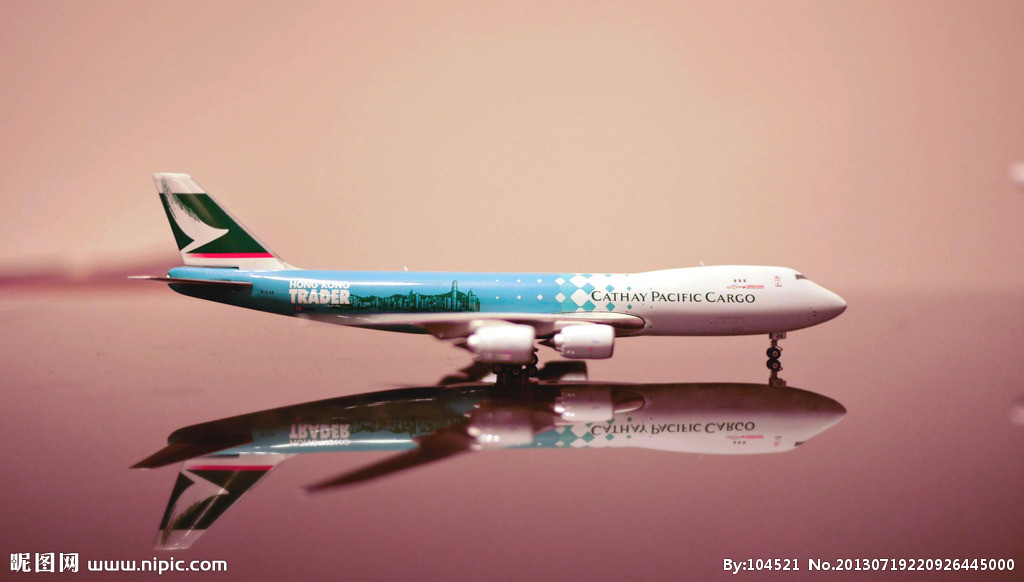 HONG KONG
TRADER
CATHAY PACIFIC CARGO
昵图网 www.nipic.com
By:104521 No.20130719220926445000